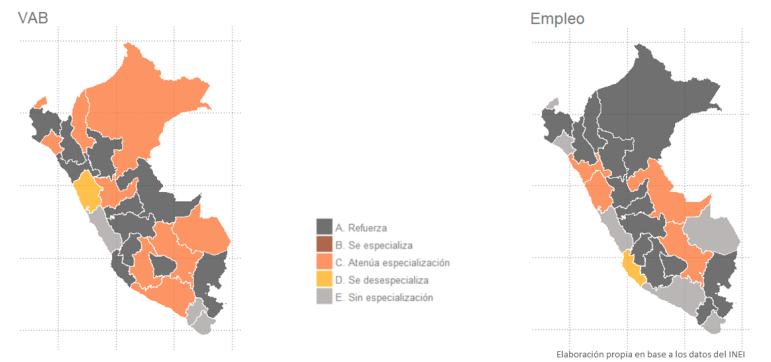 VAB
Empleo
A. Refuerza
B. Se especializa
C. Atenúa especialización
D. Se desespecializa
E. Sin especialización
Elaboración propia en base a los datos del INEI